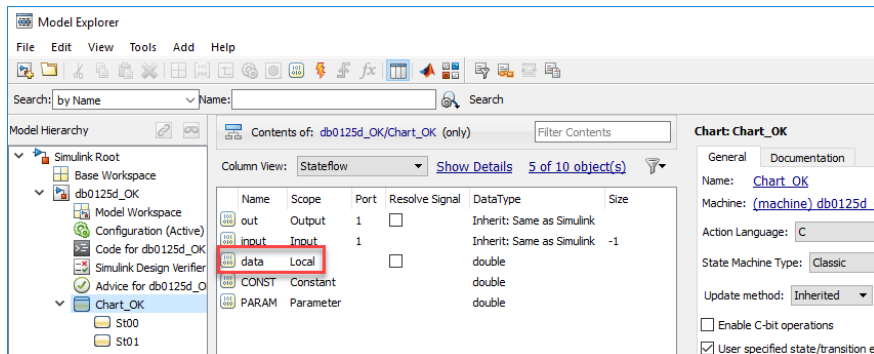 Model Explorer
File Edit View Tools Add Help
fx
Search: by Name Name: Search
Model Hierarchy
Simulink Root
Base Workspace
db0125d_OK
Model Workspace
Configuration (Active)
Code for db0125d_OK
Simulink Design Verifier
Advice for db0125d_O
Chart_OK
St00
St01
Contents of: db0125d_OK/Chart_OK (only) Filter Contents
Column View: Stateflow Show Details 5 of 10 object(s)
Name Scope Port Resolve Signal DataType Size
out Output 1 Inherit: Same as Simulink
input Input 1 Inherit: Same as Simulink -1
data Local double
CONST Constant double
PARAM Parameter double
Chart: Chart_OK
General Documentation
Name: Chart_OK
Machine: (machine) db0125d
Action Language: C
State Machine Type: Classic
Update method: Inherited
Enable C-bit operations
User specified state/transition e